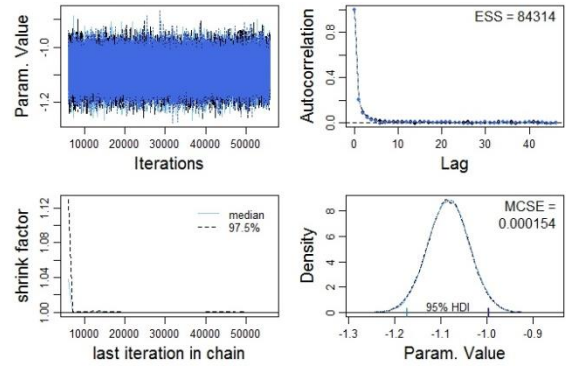 Param. Value
-1.0
-1.2
10000 20000 30000 40000 50000
Iterations
Autocorrelation
0.0 0.2 0.4 0.6 0.8 1.0
ESS = 84314
0 10 20 30 40
Lag
shrink factor
1.00 1.04 1.08 1.12
median
97.5%
10000 20000 30000 40000 50000
last iteration in chain
Density
0 2 4 6 8
MCSE =
0.000154
95% HDI
-1.3 -1.2 -1.1 -1.0 -0.9
Param. Value